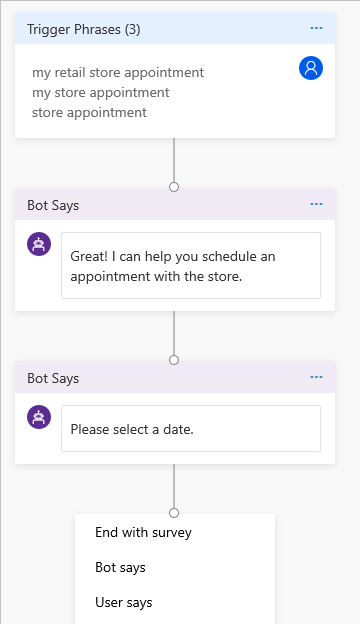 Trigger Phrases (3)
my retail store appointment
my store appointment
store appointment
Bot Says
Great! I can help you schedule an
appointment with the store.
Bot Says
Please select a date.
End with survey
Bot says
User says